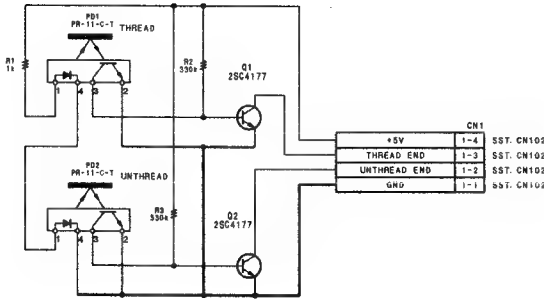 PD1
PR-11-C-T THREAD
R1
1k
R2
330k
Q1
2SC4177
1 4 3 2
CN1
+5V 1-4 SST. CN102
THREAD END 1-3 SST. CN102
UNTHREAD END 1-2 SST. CN102
GND 1-1 SST. CN102
PD2
PR-11-C-T UNTHREAD
R3
330k
Q2
2SC4177
1 4 3 2